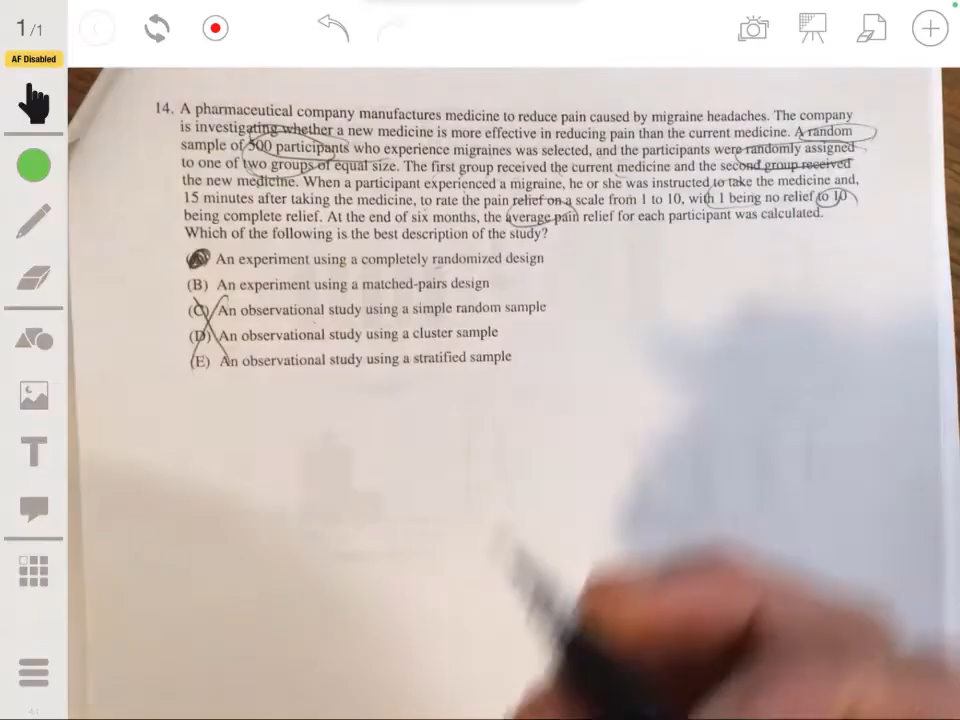 1/1
AF Disabled
14. A pharmaceutical company manufactures medicine to reduce pain caused by migraine headaches. The company
is investigating whether a new medicine is more effective in reducing pain than the current medicine. A random
sample of 500 participants who experience migraines was selected, and the participants were randomly assigned
to one of two groups of equal size. The first group received the current medicine and the second group received
the new medicine. When a participant experienced a migraine, he or she was instructed to take the medicine and,
15 minutes after taking the medicine, to rate the pain relief on a scale from 1 to 10, with 1 being no relief to 10
being complete relief. At the end of six months, the average pain relief for each participant was calculated.
Which of the following is the best description of the study?
An experiment using a completely randomized design
(B) An experiment using a matched-pairs design
(C) An observational study using a simple random sample
(D) An observational study using a cluster sample
(E) An observational study using a stratified sample
T